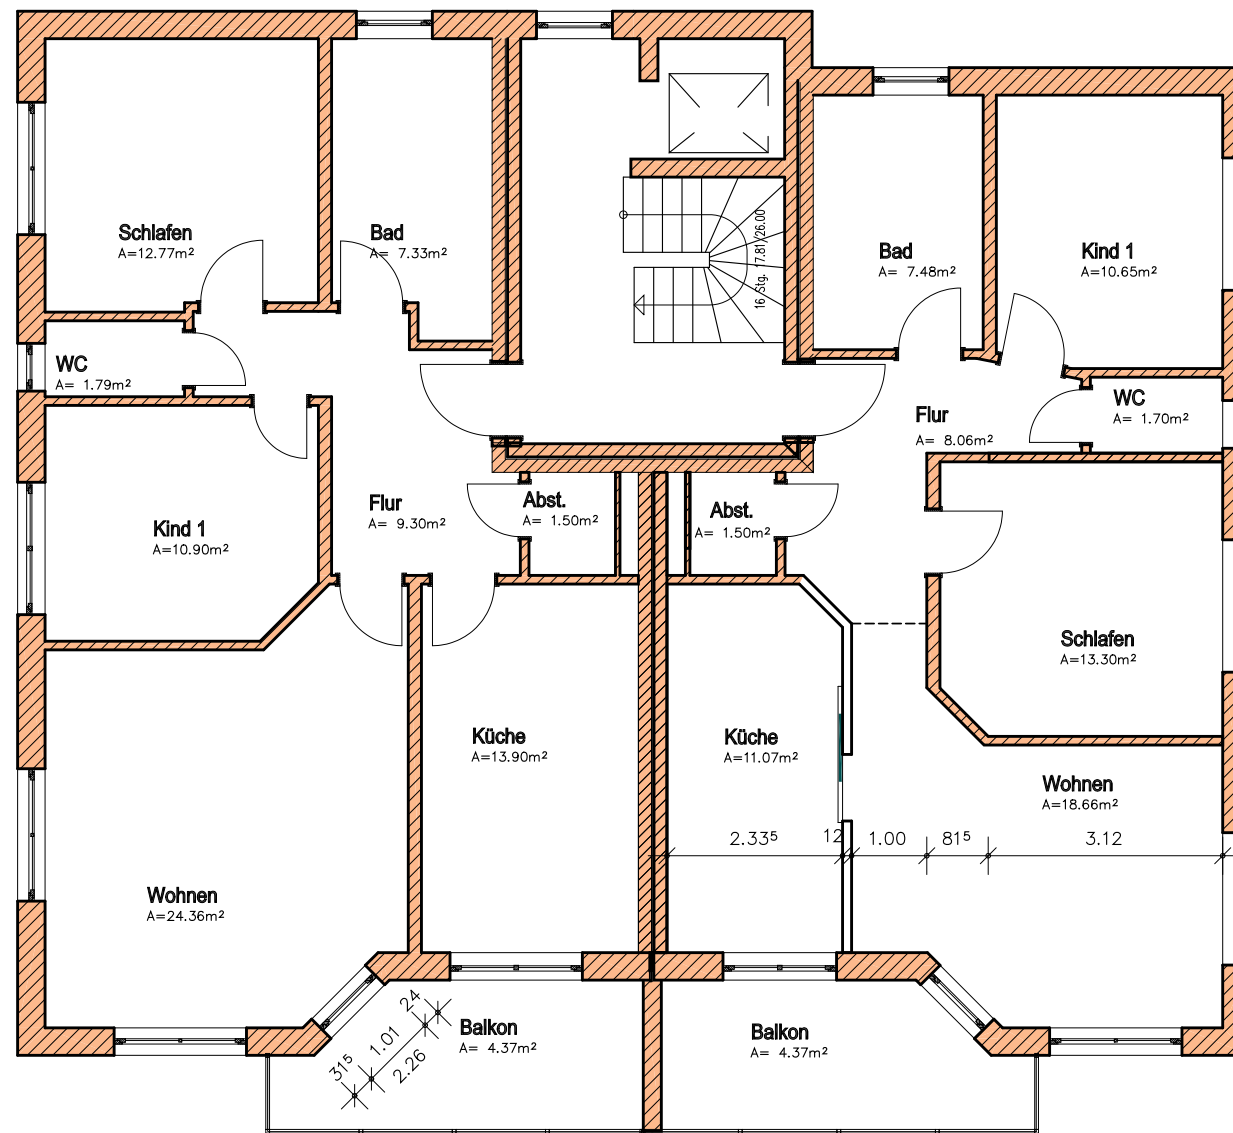 Schlafen
A=12.77m²
Bad
A= 7.33m²
16 Stg. 17.81/26.00
Bad
A= 7.48m²
Kind 1
A=10.65m²
WC
A= 1.79m²
WC
A= 1.70m²
Flur
A= 8.06m²
Kind 1
A=10.90m²
Flur
A= 9.30m²
Abst.
A= 1.50m²
Abst.
A= 1.50m²
Schlafen
A=13.30m²
Küche
A=13.90m²
Küche
A=11.07m²
Wohnen
A=18.66m²
2.33⁵ 12 1.00 81⁵ 3.12
Wohnen
A=24.36m²
31⁵ 1.01 24
2.26
Balkon
A= 4.37m²
Balkon
A= 4.37m²